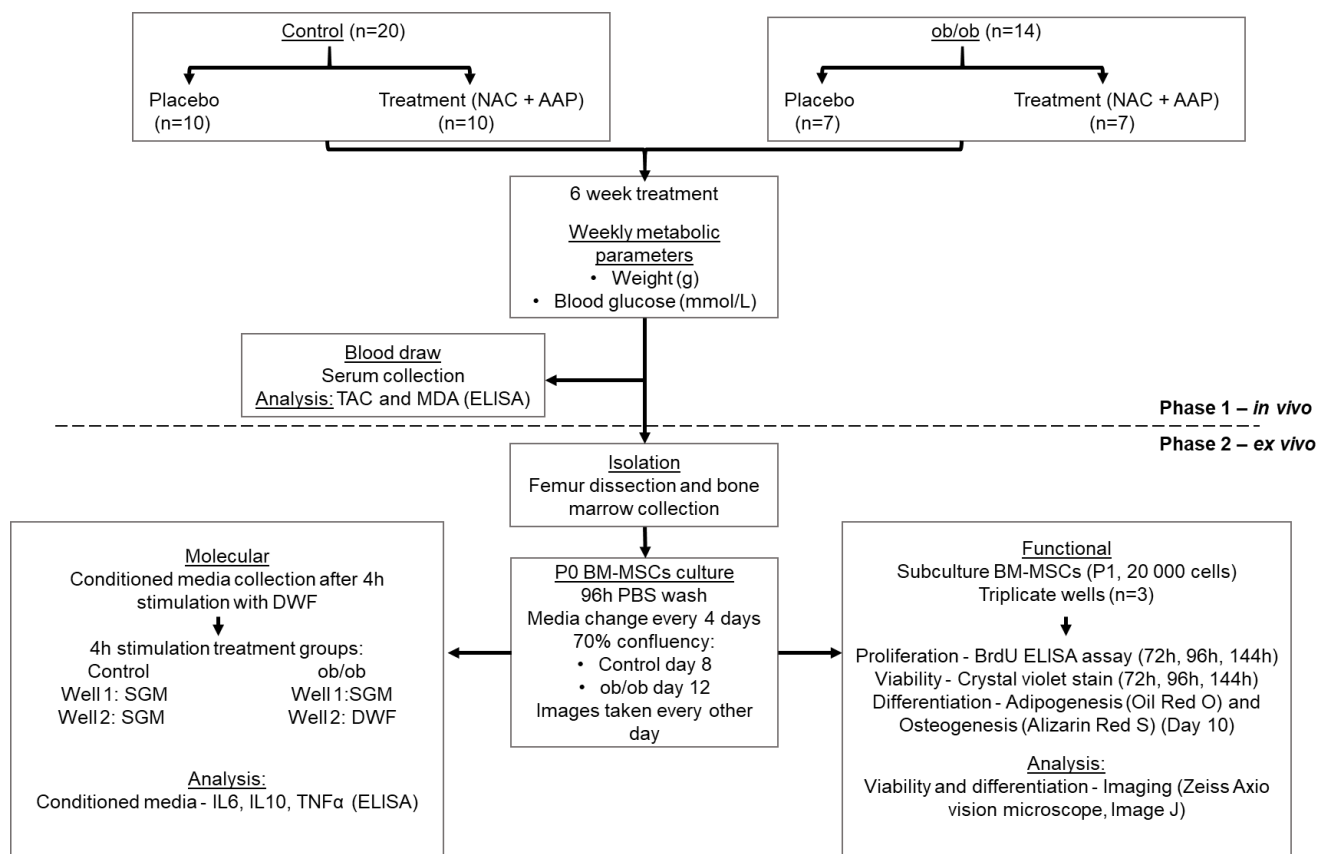 Control (n=20)
Placebo
(n=10)
Treatment (NAC + AAP)
(n=10)
ob/ob (n=14)
Placebo
(n=7)
Treatment (NAC + AAP)
(n=7)
6 week treatment
Weekly metabolic
parameters
• Weight (g)
• Blood glucose (mmol/L)
Blood draw
Serum collection
Analysis: TAC and MDA (ELISA)
Phase 1 – in vivo
Phase 2 – ex vivo
Isolation
Femur dissection and bone
marrow collection
P0 BM-MSCs culture
96h PBS wash
Media change every 4 days
70% confluency:
• Control day 8
• ob/ob day 12
Images taken every other
day
Molecular
Conditioned media collection after 4h
stimulation with DWF
4h stimulation treatment groups:
Control
Well 1: SGM
Well 2: SGM
ob/ob
Well 1:SGM
Well 2: DWF
Analysis:
Conditioned media - IL6, IL10, TNFα (ELISA)
Functional
Subculture BM-MSCs (P1, 20 000 cells)
Triplicate wells (n=3)
Proliferation - BrdU ELISA assay (72h, 96h, 144h)
Viability - Crystal violet stain (72h, 96h, 144h)
Differentiation - Adipogenesis (Oil Red O) and
Osteogenesis (Alizarin Red S) (Day 10)
Analysis:
Viability and differentiation - Imaging (Zeiss Axio
vision microscope, Image J)